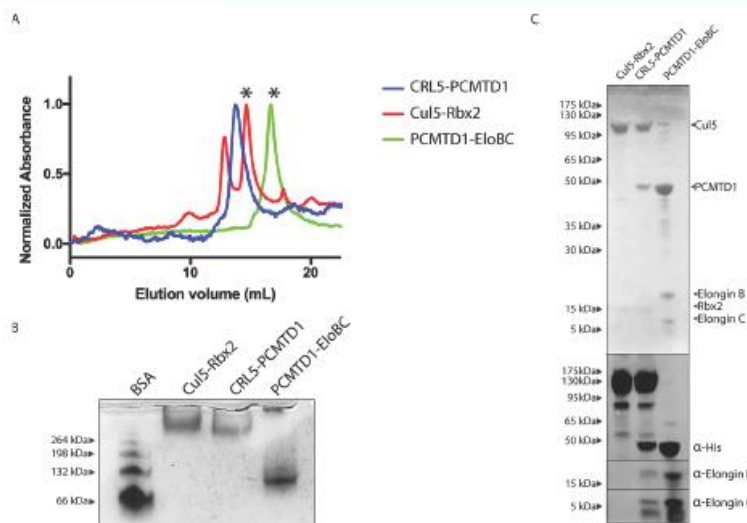 A
Normalized Absorbance
1.0
0.5
0.0
0
10
20
Elution volume (mL)
*
*
CRL5-PCMTD1
Cul5-Rbx2
PCMTD1-EloBC
B
BSA
Cul5-Rbx2
CRL5-PCMTD1
PCMTD1-EloBC
264 kDa
198 kDa
132 kDa
66 kDa
C
Cul5-Rbx2
CRL5-PCMTD1
PCMTD1-EloBC
175 kDa
130 kDa
95 kDa
65 kDa
50 kDa
35 kDa
30 kDa
15 kDa
5 kDa
Cul5
PCMTD1
Elongin B
Rbx2
Elongin C
175kDa
130kDa
95kDa
65 kDa
50 kDa
α-His
15 kDa
α-Elongin
5 kDa
α-Elongin